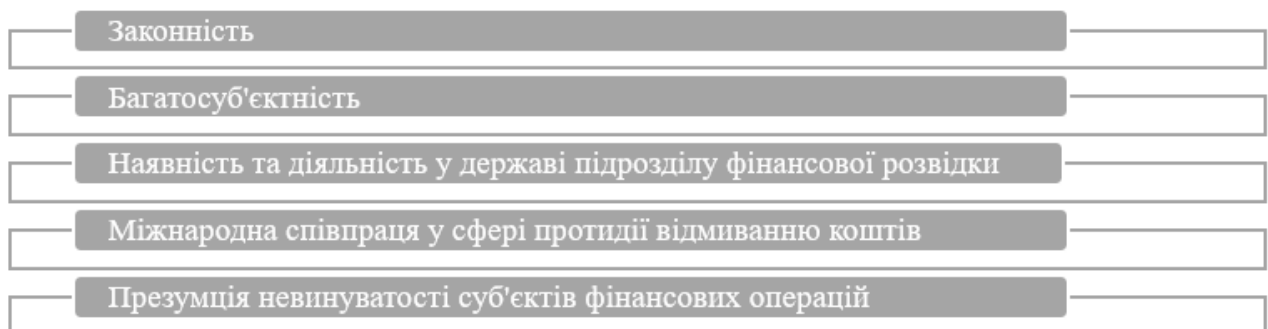 Законність
Багатосуб'єктність
Наявність та діяльність у державі підрозділу фінансової розвідки
Міжнародна співпраця у сфері протидії відмиванню коштів
Презумція невинуватості суб'єктів фінансових операцій